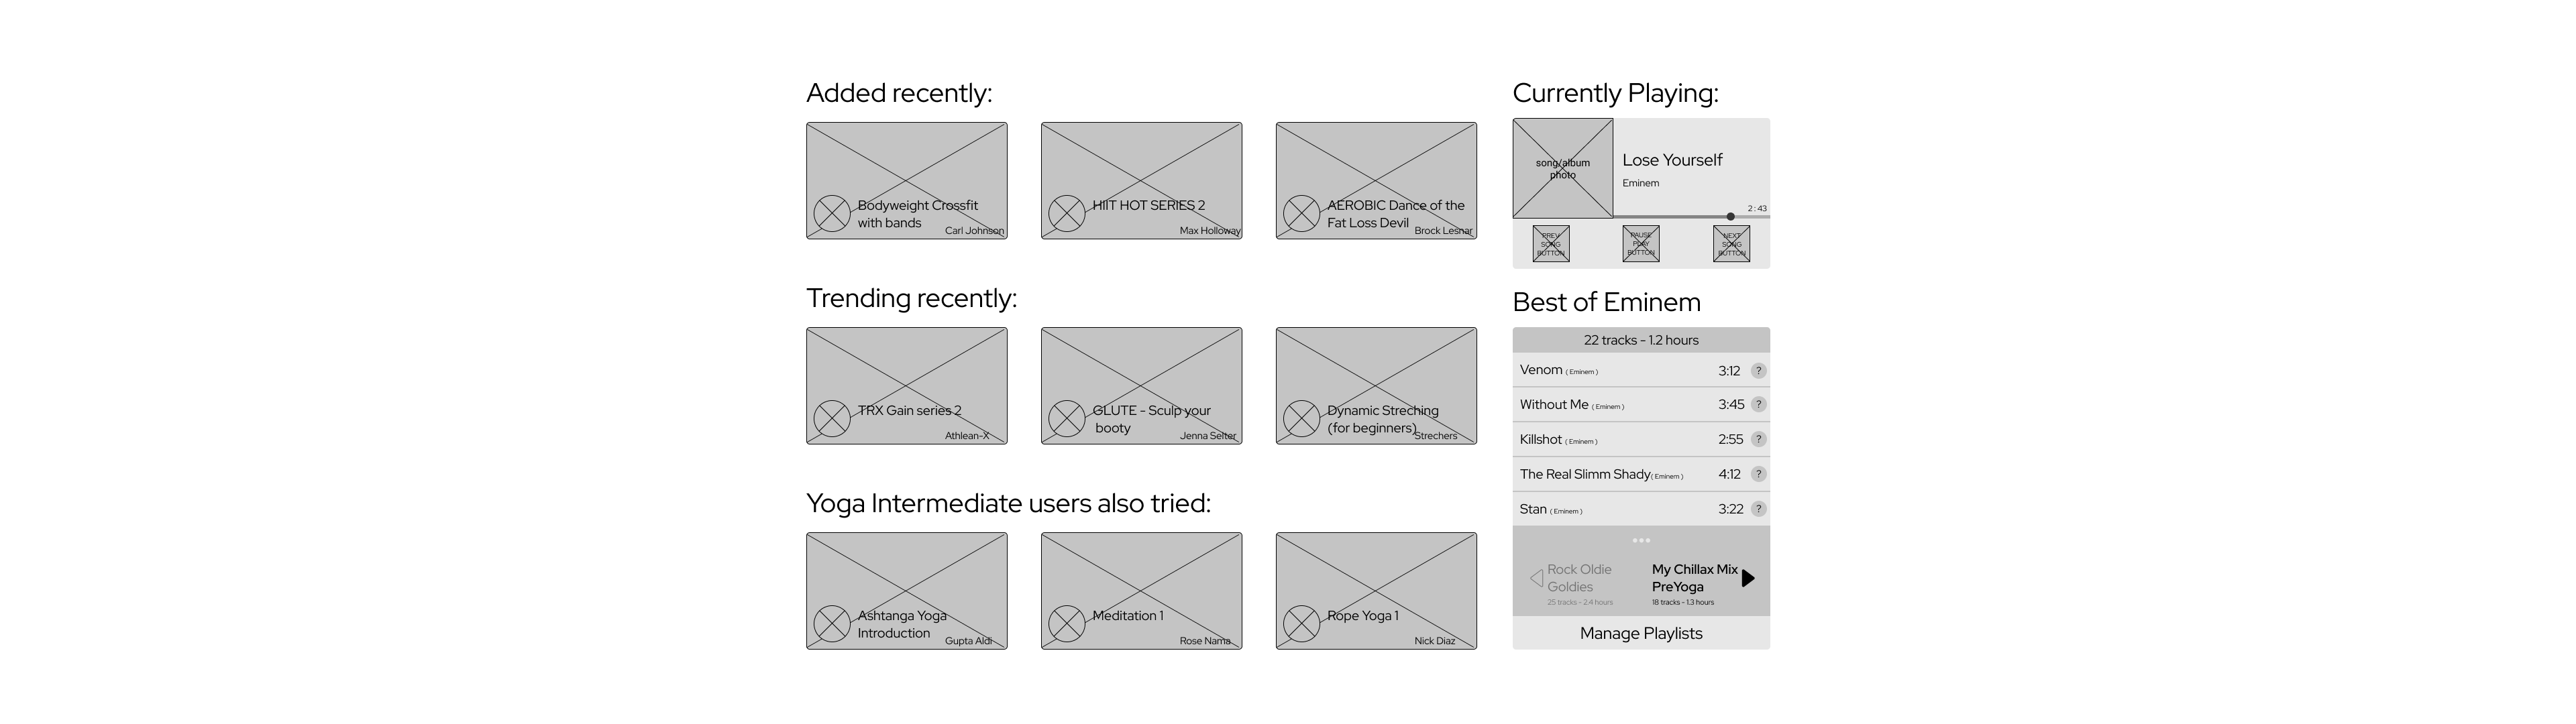 Added recently:
Bodyweight Crossfit
with bands
Carl Johnson
HIIT HOT SERIES 2
Max Holloway
AEROBIC Dance of the
Fat Loss Devil
Brock Lesnar
Trending recently:
TRX Gain series 2
Athlean-X
GLUTE - Sculp your
booty
Jenna Selter
Dynamic Streching
(for beginners)
Strechers
Yoga Intermediate users also tried:
Ashtanga Yoga
Introduction
Gupta Aldi
Meditation 1
Rose Nama
Rope Yoga 1
Nick Diaz
Currently Playing:
song/album
photo
Lose Yourself
Eminem
2:43
PREV
SONG
BUTTON
PAUSE
PLAY
BUTTON
NEXT
SONG
BUTTON
Best of Eminem
22 tracks - 1.2 hours
Venom ( Eminem ) 3:12 ?
Without Me ( Eminem ) 3:45 ?
Killshot ( Eminem ) 2:55 ?
The Real Slimm Shady ( Eminem ) 4:12 ?
Stan ( Eminem ) 3:22 ?
Rock Oldie
Goldies
25 tracks - 2.4 hours
My Chillax Mix
PreYoga
18 tracks - 1.3 hours
Manage Playlists